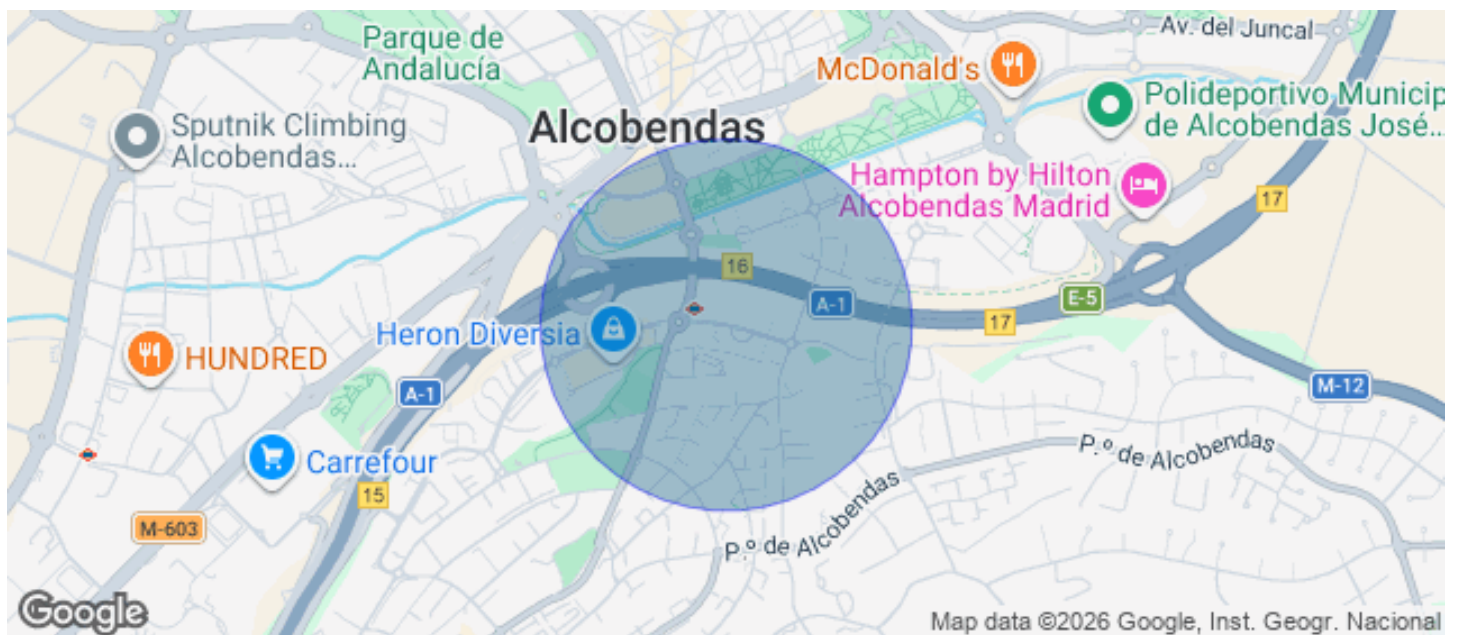 Av. del Juncal
Parque de
Andalucía
McDonald's
Polideportivo Municip
de Alcobendas José...
Sputnik Climbing
Alcobendas...
Alcobendas
Hampton by Hilton
Alcobendas Madrid
17
16
A-1
E-5
17
Heron Diversia
HUNDRED
A-1
M-12
P.º de Alcobendas
Carrefour
15
M-603
P.º de Alcobendas
Google
Map data ©2026 Google, Inst. Geogr. Nacional